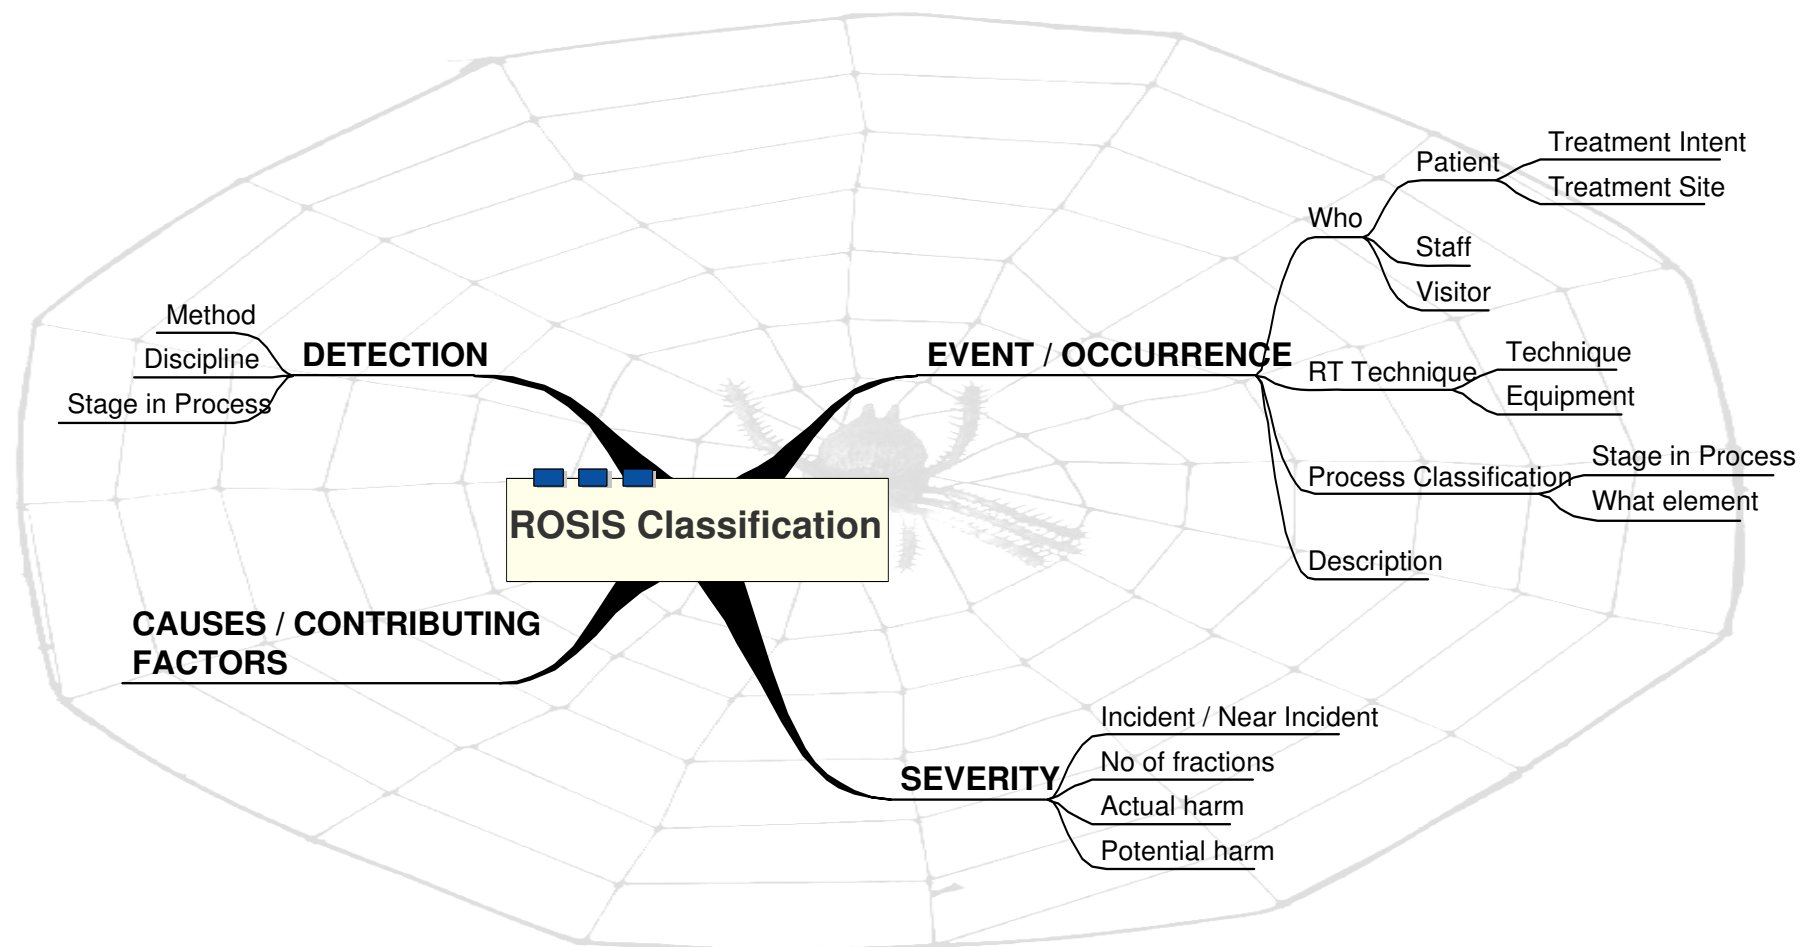 Treatment Intent
Patient
Treatment Site
Who
Staff
Visitor
Method
DETECTION
Discipline
Stage in Process
EVENT / OCCURRENCE
Technique
RT Technique
Equipment
Stage in Process
Process Classification
What element
Description
ROSIS Classification
CAUSES / CONTRIBUTING
FACTORS
Incident / Near Incident
No of fractions
SEVERITY
Actual harm
Potential harm